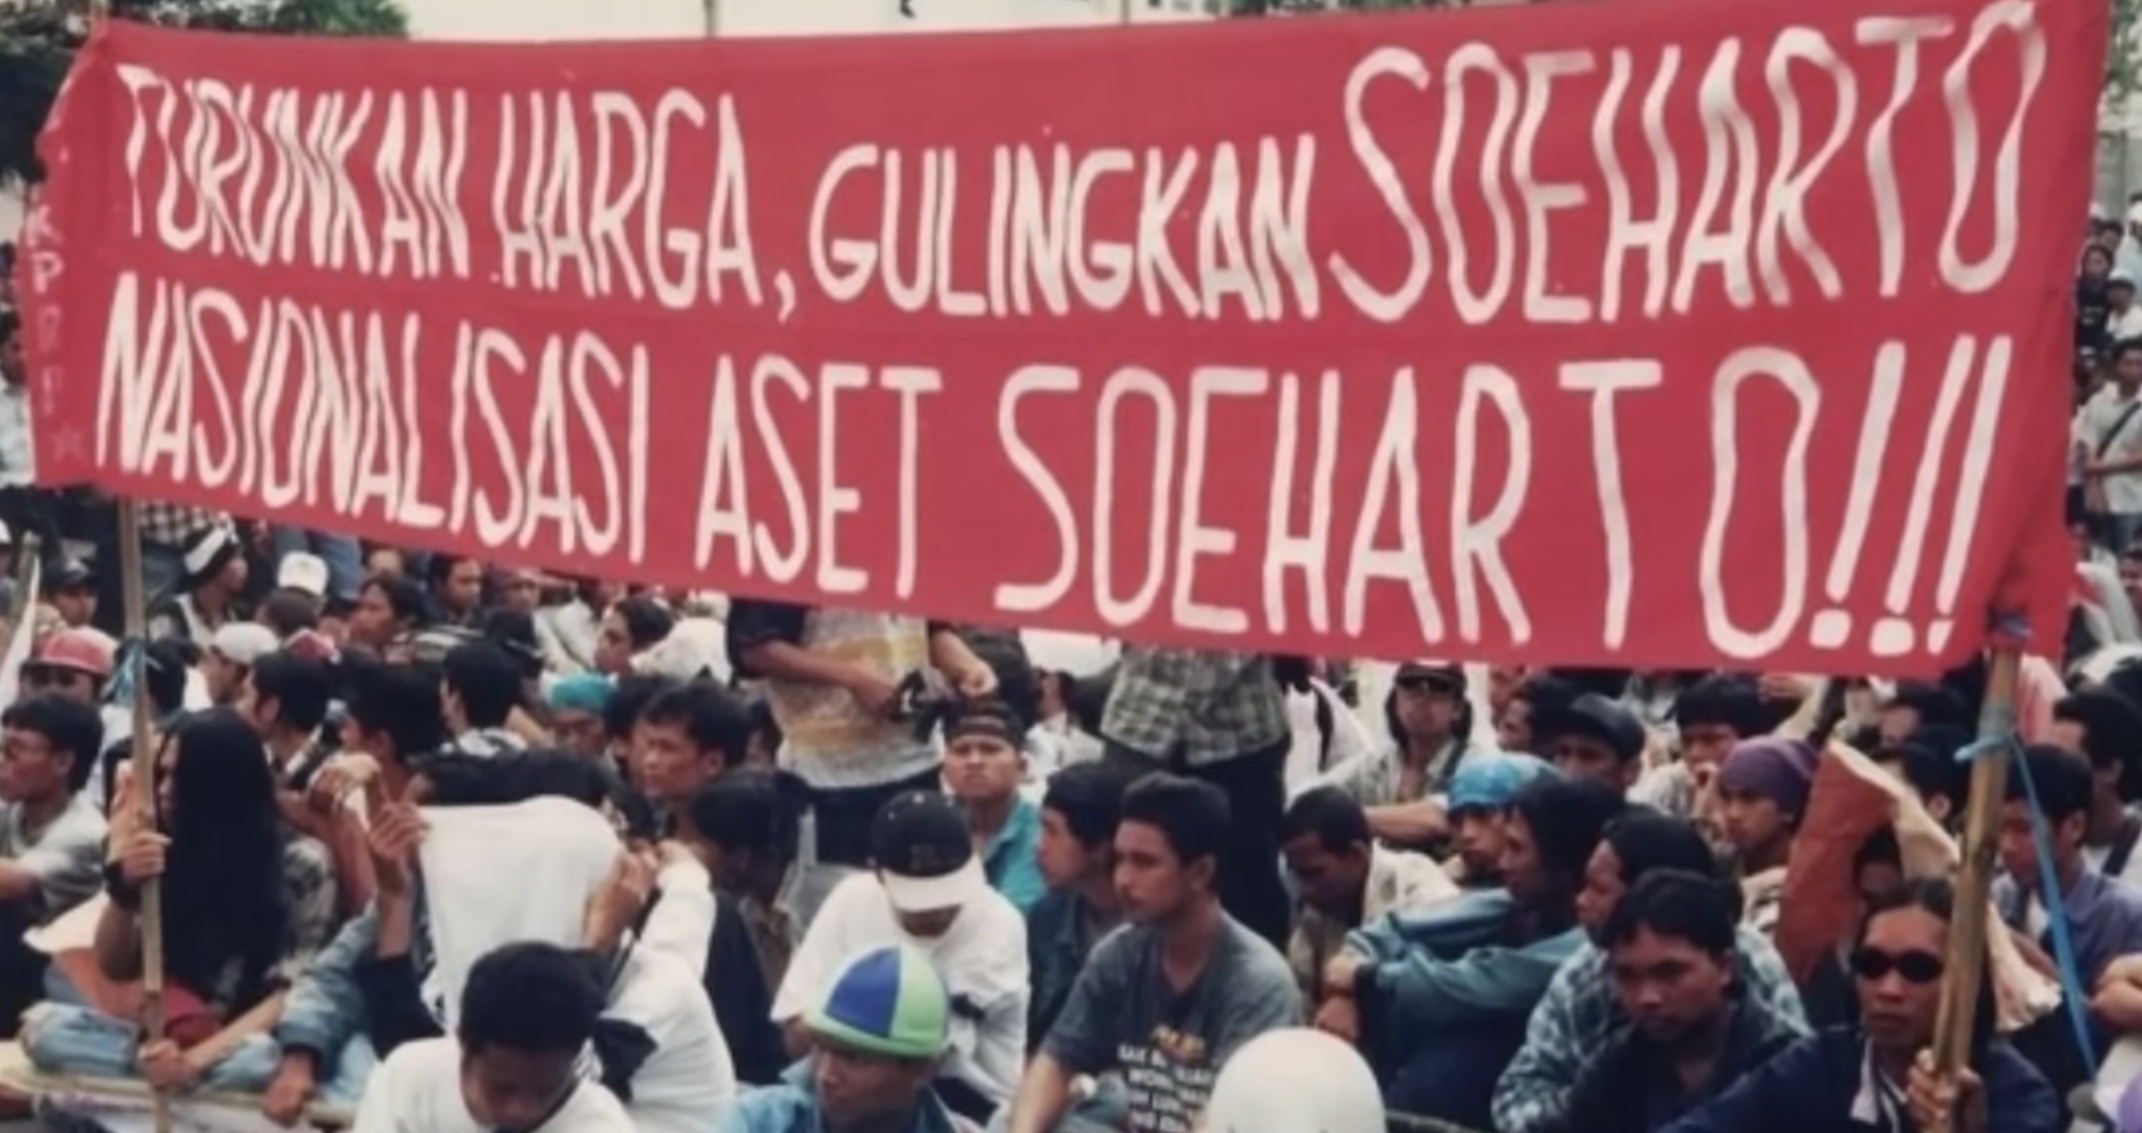 TURUNKAN HARGA, GULINGKAN SOEHARTO
NASIONALISASI ASET SOEHARTO!!!